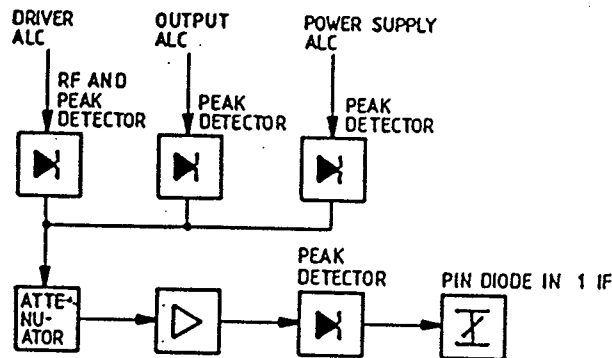 DRIVER
ALC
OUTPUT
ALC
POWER SUPPLY
ALC
RF AND
PEAK
DETECTOR
PEAK
DETECTOR
PEAK
DETECTOR
ATTE-
NU-
ATOR
PEAK
DETECTOR
PIN DIODE IN 1 IF